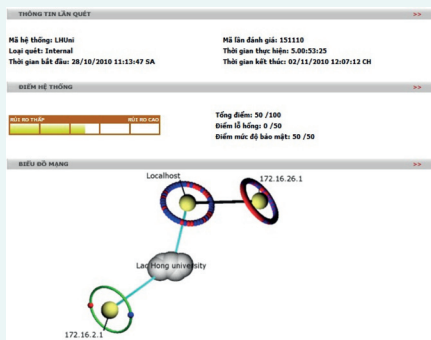 THÔNG TIN LẦN QUÉT >>
Mã hệ thống: LHUni Mã lần đánh giá: 151110
Loại quét: Internal Thời gian thực hiện: 5.00:53:25
Thời gian bắt đầu: 28/10/2010 11:13:47 SA Thời gian kết thúc: 02/11/2010 12:07:12 CH
ĐIỂM HỆ THỐNG >>
RỦI RO THẤP RỦI RO CAO
Tổng điểm: 50 /100
Điểm lỗ hổng: 0 /50
Điểm mức độ bảo mật: 50 /50
BIỂU ĐỒ MẠNG >>
Localhost
172.16.26.1
Lac Hong university
172.16.2.1